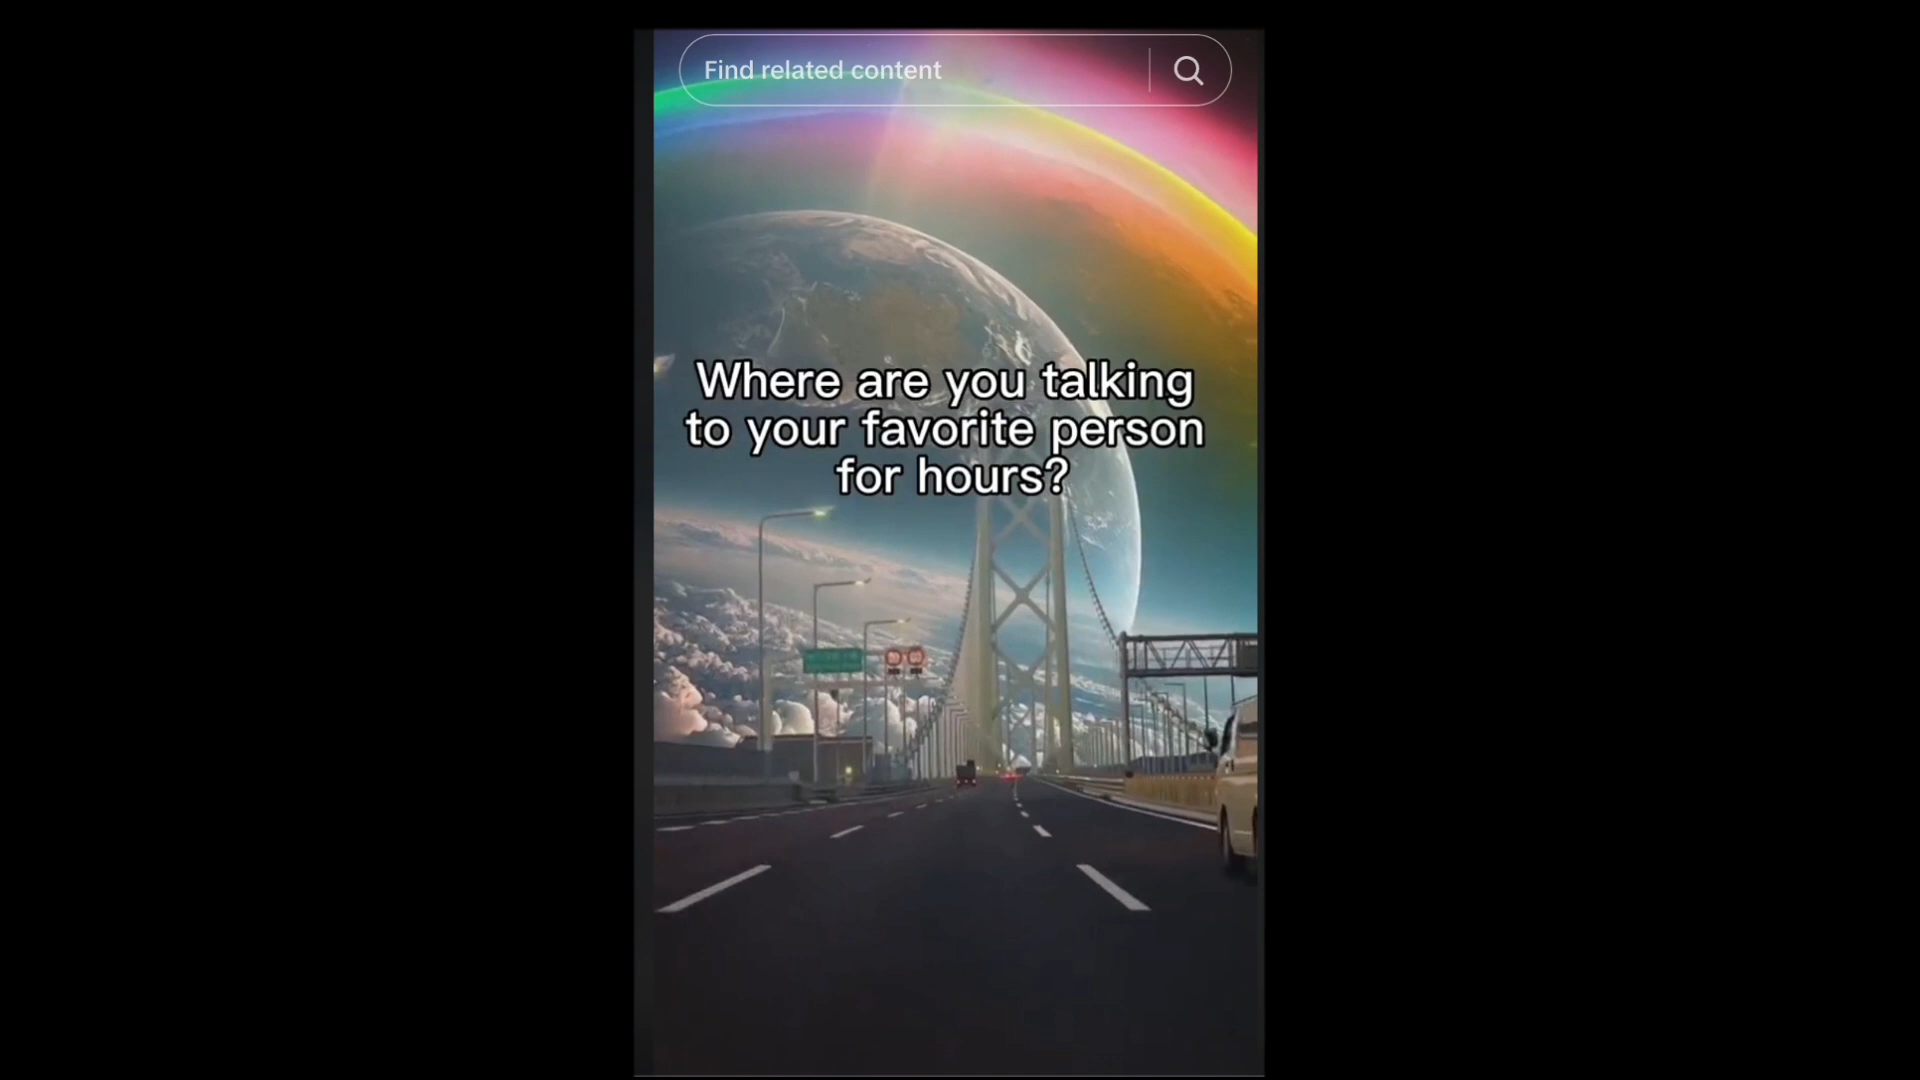 Find related content
Where are you talking
to your favorite person
for hours?